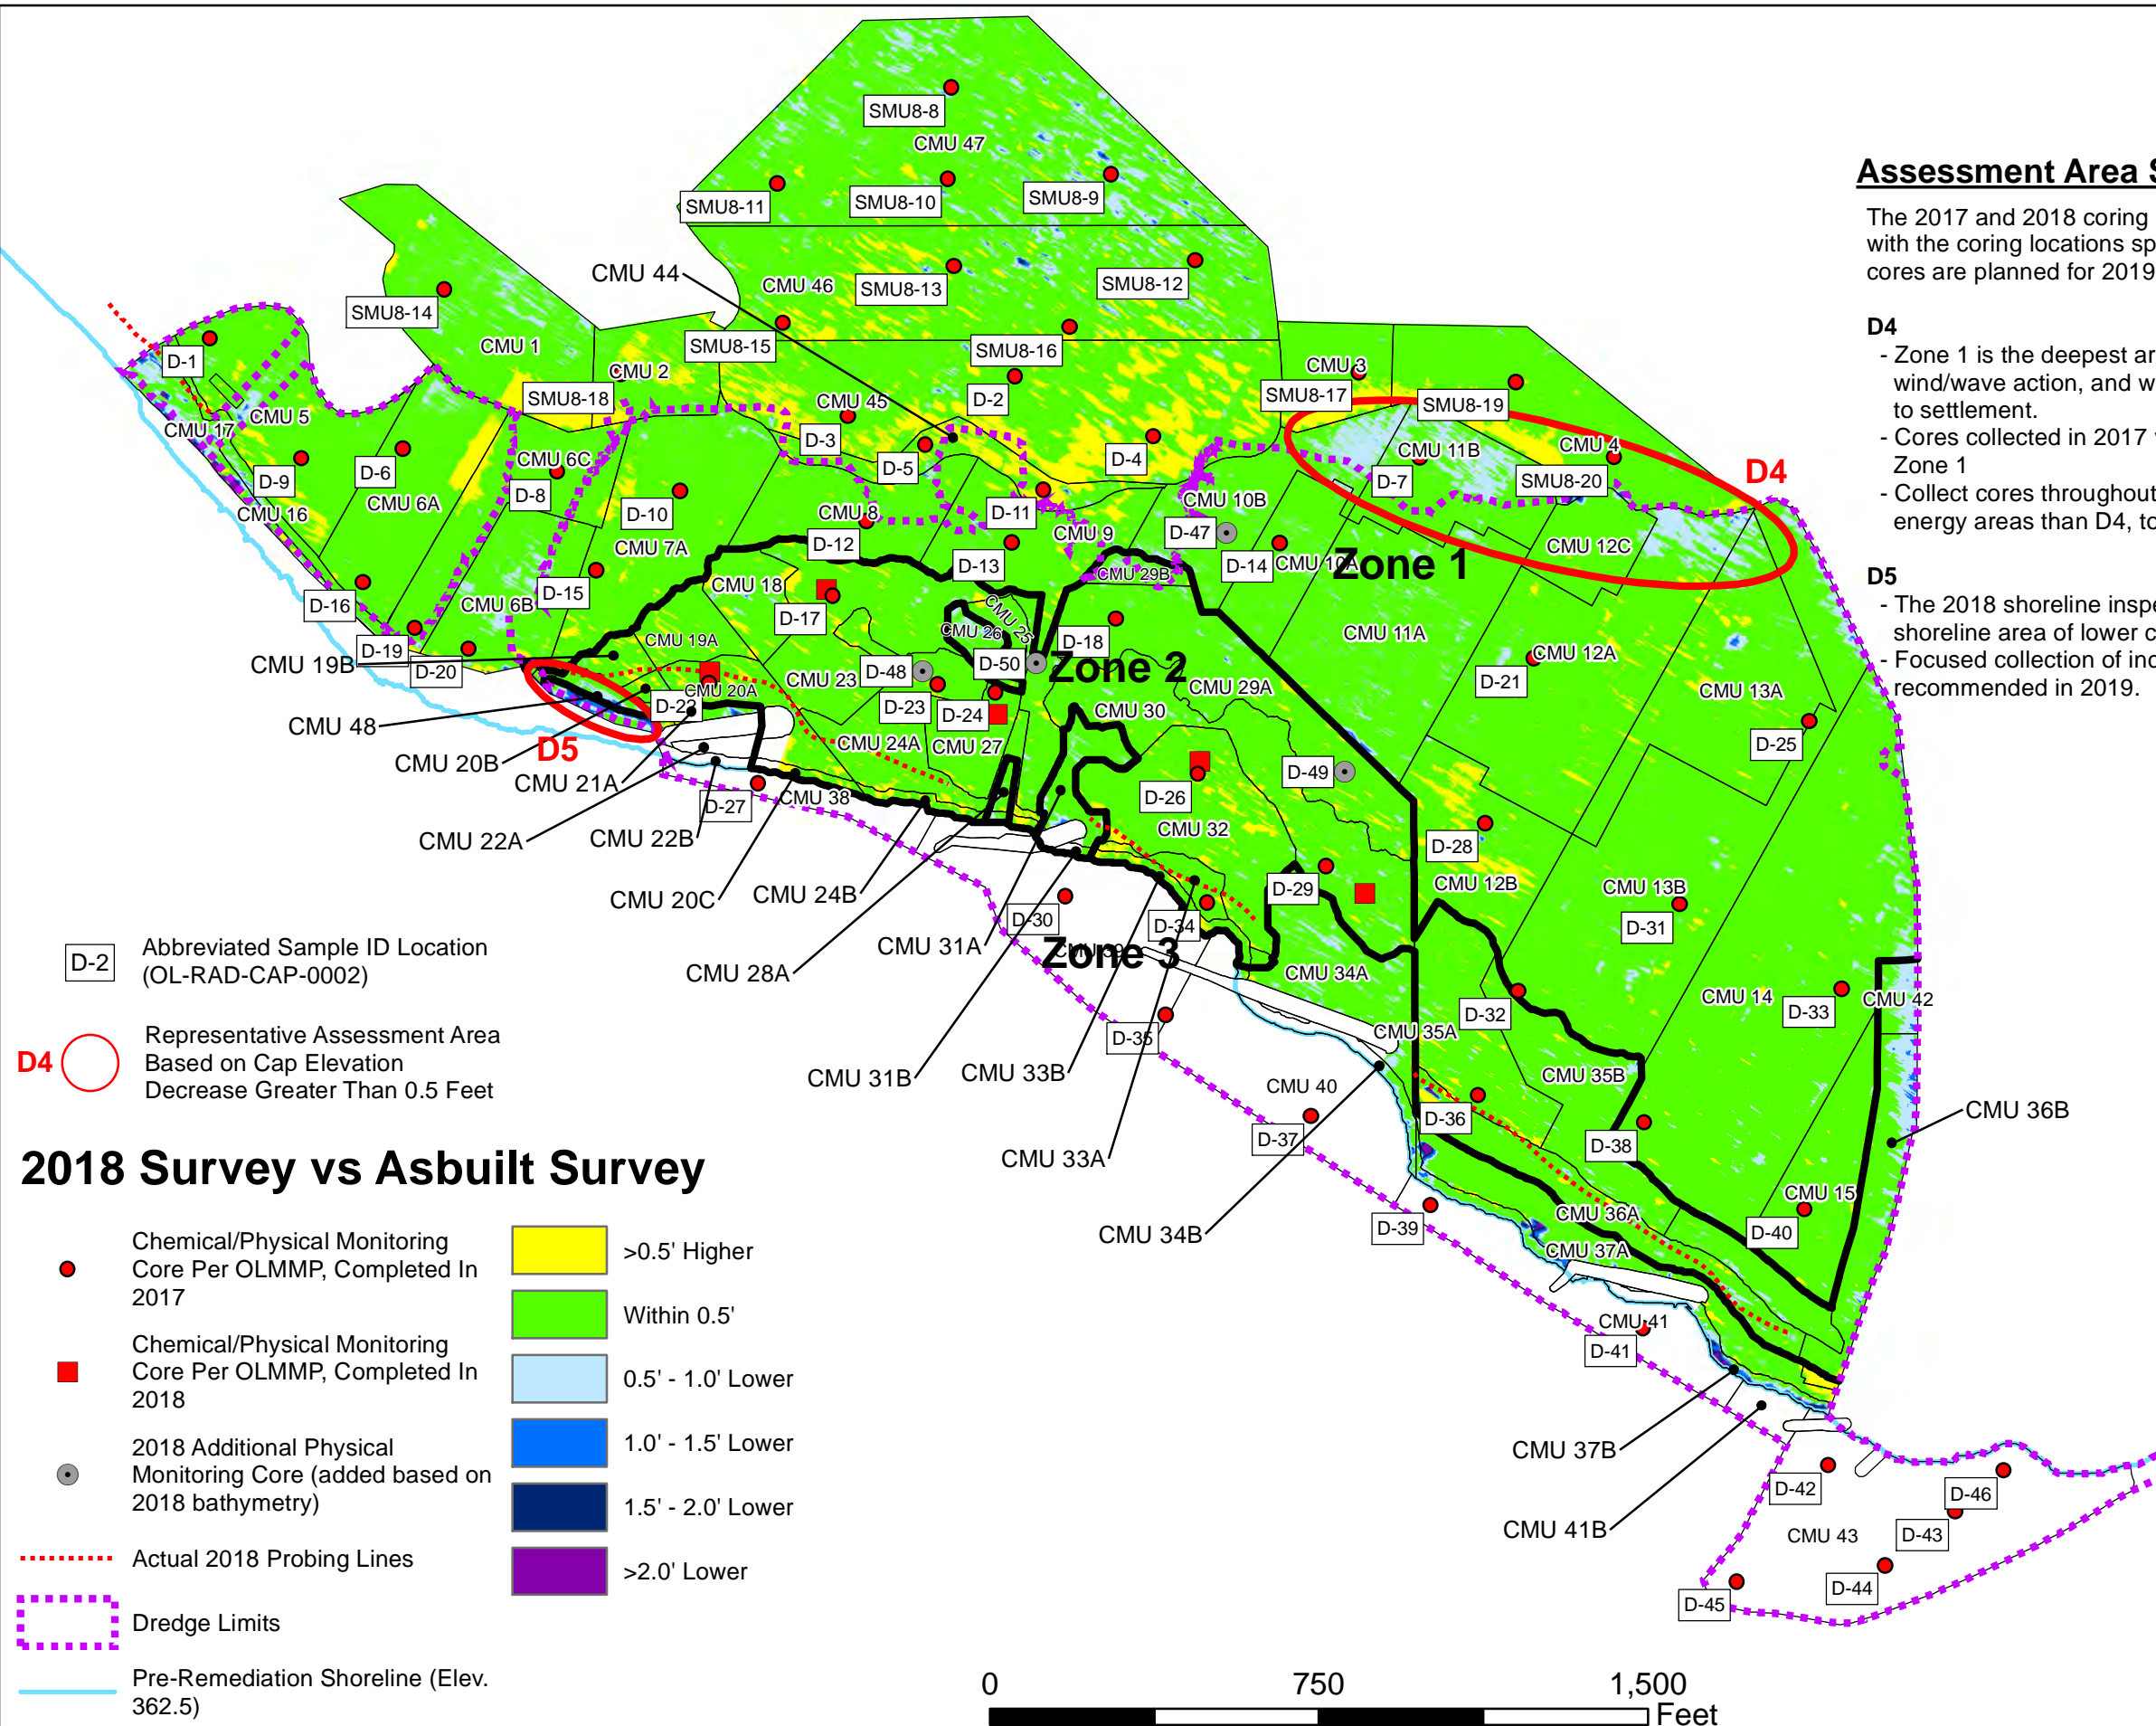 SMU8-8
CMU 47
SMU8-11
SMU8-10
SMU8-9
CMU 44
CMU 46
SMU8-13
SMU8-12
SMU8-14
CMU 1
SMU8-15
SMU8-16
D-1
CMU 2
CMU 3
SMU8-18
D-2
SMU8-17
SMU8-19
CMU 5
CMU 17
CMU 45
D-3
D-5
D-4
CMU 11B
CMU 4
D-9
D-6
CMU 6C
D-8
D-7
SMU8-20
D4
CMU 16
CMU 6A
D-10
CMU 8
D-11
CMU 10B
CMU 7A
D-12
CMU 9
D-47
CMU 12C
D-13
D-14
CMU 10A
Zone 1
CMU 29B
CMU 18
D-16
CMU 6B
D-15
D-17
CMU 25
CMU 26
CMU 11A
D-19
D-20
CMU 19B
CMU 19A
D-18
D-48
D-50
Zone 2
CMU 12A
D-21
CMU 23
CMU 20A
D-22
CMU 29A
CMU 13A
D-23
D-24
CMU 48
CMU 30
D5
CMU 20B
CMU 21A
CMU 24A
CMU 27
D-25
D-49
D-27
CMU 38
D-26
CMU 22A
CMU 22B
CMU 32
D-28
CMU 20C
CMU 24B
D-29
CMU 12B
CMU 13B
D-30
D-34
D-31
CMU 31A
CMU 28A
Zone 3
CMU 34A
CMU 14
CMU 42
D-32
D-33
D-35
CMU 35A
CMU 31B
CMU 33B
CMU 40
CMU 35B
CMU 36B
D-36
D-37
D-38
CMU 33A
CMU 15
CMU 36A
D-39
D-40
CMU 34B
CMU 37A
CMU 41
D-41
CMU 37B
CMU 41B
D-42
D-46
CMU 43
D-43
D-44
D-45
Assessment Area S
The 2017 and 2018 coring
with the coring locations sp
cores are planned for 2019
D4
- Zone 1 is the deepest ar
wind/wave action, and w
to settlement.
- Cores collected in 2017
Zone 1
- Collect cores throughout
energy areas than D4, to
D5
- The 2018 shoreline inspe
shoreline area of lower c
- Focused collection of inc
recommended in 2019.
D-2
Abbreviated Sample ID Location
(OL-RAD-CAP-0002)
D4
Representative Assessment Area
Based on Cap Elevation
Decrease Greater Than 0.5 Feet
2018 Survey vs Asbuilt Survey
Chemical/Physical Monitoring
Core Per OLMMP, Completed In
2017
Chemical/Physical Monitoring
Core Per OLMMP, Completed In
2018
2018 Additional Physical
Monitoring Core (added based on
2018 bathymetry)
Actual 2018 Probing Lines
Dredge Limits
Pre-Remediation Shoreline (Elev.
362.5)
>0.5' Higher
Within 0.5'
0.5' - 1.0' Lower
1.0' - 1.5' Lower
1.5' - 2.0' Lower
>2.0' Lower
0 750 1,500
Feet